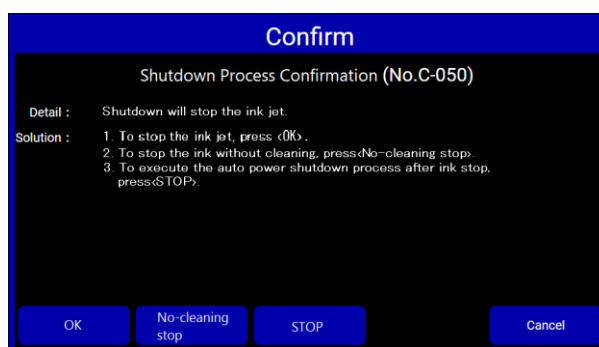 Confirm
Shutdown Process Confirmation (No.C-050)
Detail : Shutdown will stop the ink jet.
Solution : 1. To stop the ink jet, press <OK>.
2. To stop the ink without cleaning, press<No-cleaning stop>.
3. To execute the auto power shutdown process after ink stop,
press<STOP>.
OK
No-cleaning
stop
STOP
Cancel